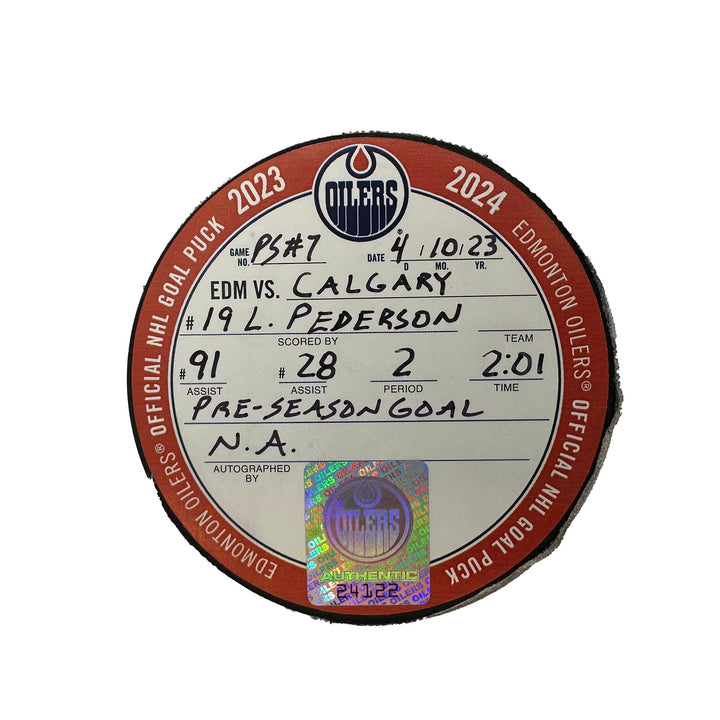 EDMONTON OILERS® OFFICIAL NHL GOAL PUCK 2023
OILERS®
2024 EDMONTON OILERS® OFFICIAL NHL GOAL PUCK
GAME NO. PS#7 DATE 4/10/23
D MO. YR.
EDM VS. CALGARY
#19 L. PEDERSON
SCORED BY TEAM
#91 #28 2 2:01
ASSIST ASSIST PERIOD TIME
PRE-SEASON GOAL
N.A.
AUTOGRAPHED BY
OILERS
AUTHENTIC
24122